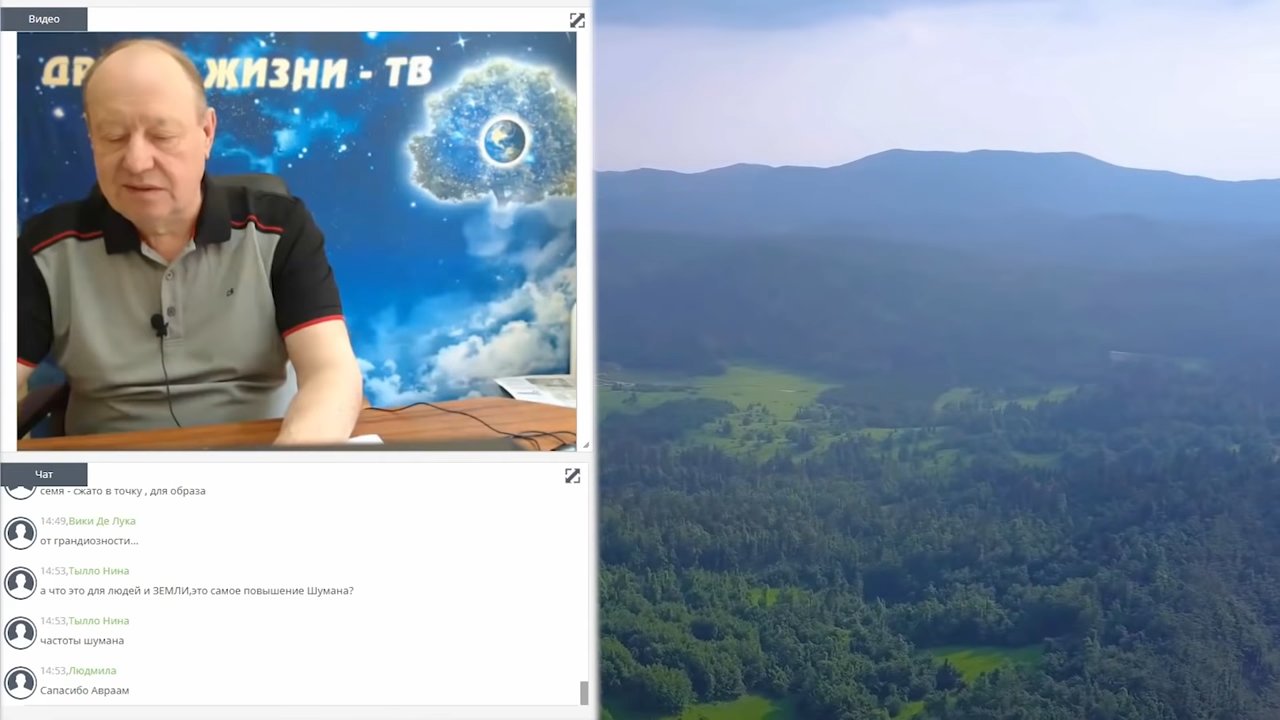 Видео
ЖИЗНИ - ТВ
Чат
семя - сжато в точку , для образа
14:49,Вики Де Лука
от грандиозности...
14:53,Тылло Нина
а что это для людей и ЗЕМЛИ,это самое повышение Шумана?
14:53,Тылло Нина
частоты шумана
14:53,Людмила
Сапасибо Авраам